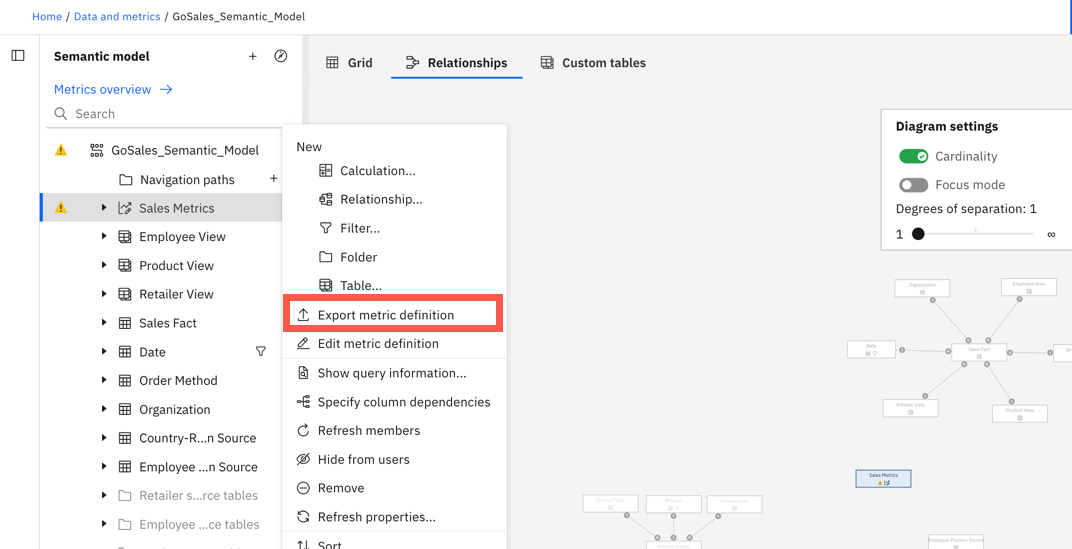 Home / Data and metrics / GoSales_Semantic_Model
Semantic model
Metrics overview
Search
GoSales_Semantic_Model
Navigation paths
Sales Metrics
Employee View
Product View
Retailer View
Sales Fact
Date
Order Method
Organization
Country-R...n Source
Employee ...n Source
Retailer s...rce tables
Employee ...ce tables
New
Calculation...
Relationship...
Filter...
Folder
Table...
Export metric definition
Edit metric definition
Show query information...
Specify column dependencies
Refresh members
Hide from users
Remove
Refresh properties...
Sort
Grid
Relationships
Custom tables
Diagram settings
Cardinality
Focus mode
Degrees of separation: 1
1 ∞
Organization
Employee View
Date
Sales Fact
Retailer View
Product View
Sales Metrics
Product Type
Product
Product Line
Employee Position Source